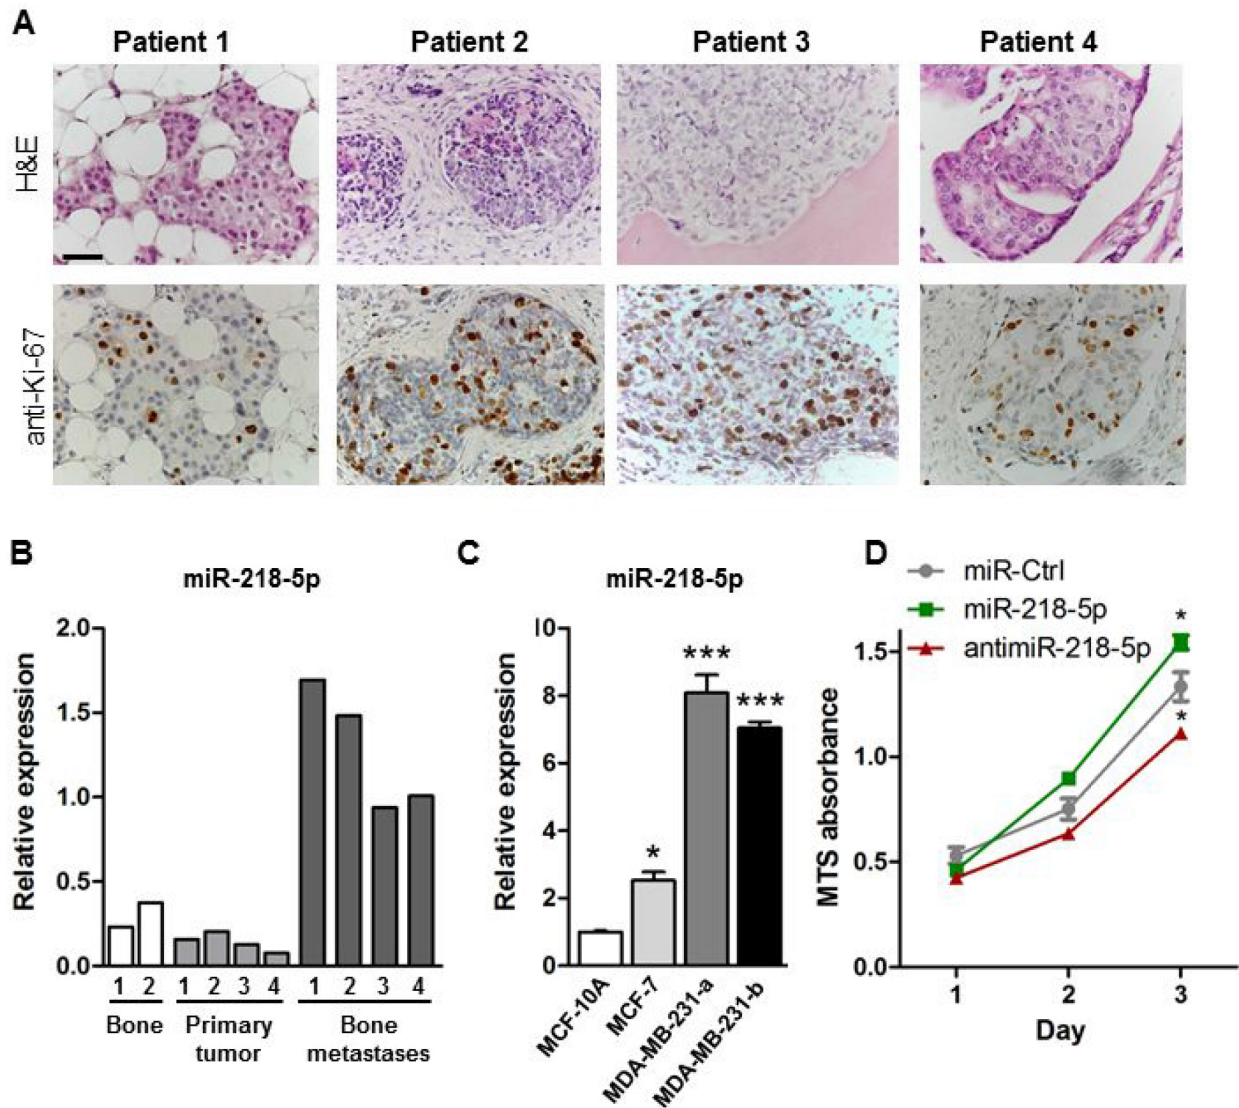 A
Patient 1
Patient 2
Patient 3
Patient 4
H&E
anti-Ki-67
B
miR-218-5p
Relative expression
2.0
1.5
1.0
0.5
0.0
1 2 1 2 3 4 1 2 3 4
Bone
Primary
tumor
Bone
metastases
C
miR-218-5p
Relative expression
10
8
6
4
2
0
*
***
***
MCF-10A
MCF-7
MDA-MB-231-a
MDA-MB-231-b
D
miR-Ctrl
miR-218-5p
antimiR-218-5p
MTS absorbance
1.5
1.0
0.5
0.0
*
*
1 2 3
Day